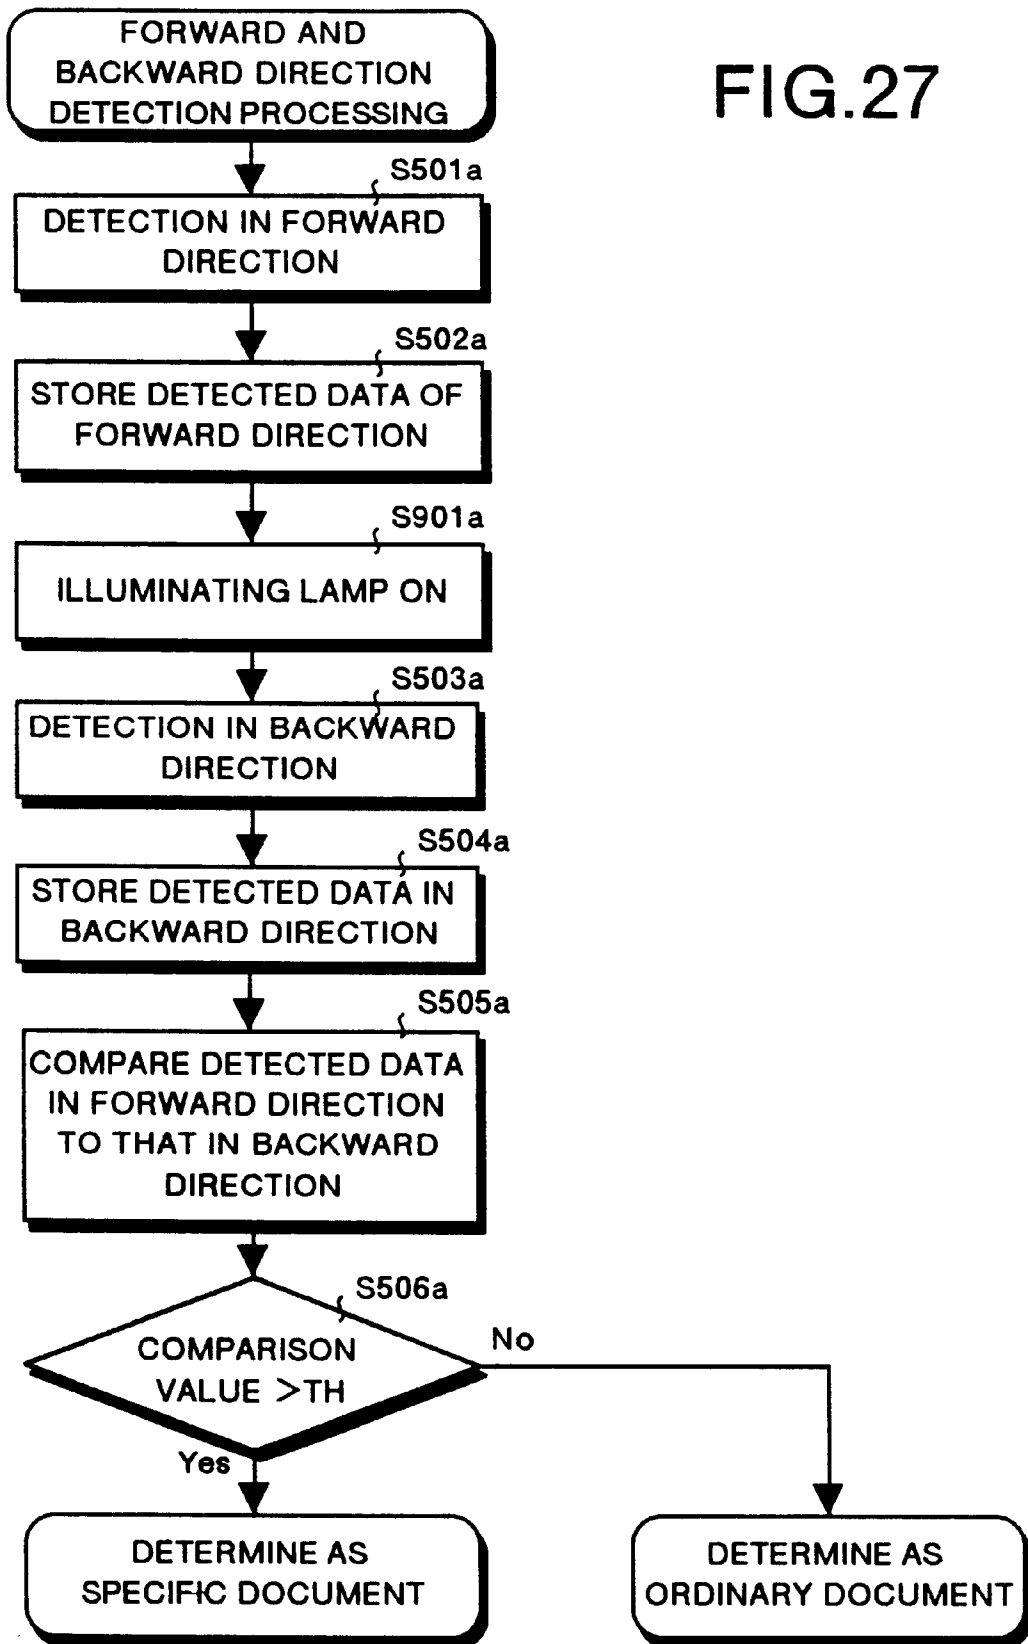 FORWARD AND
BACKWARD DIRECTION
DETECTION PROCESSING
FIG.27
S501a
DETECTION IN FORWARD
DIRECTION
S502a
STORE DETECTED DATA OF
FORWARD DIRECTION
S901a
ILLUMINATING LAMP ON
S503a
DETECTION IN BACKWARD
DIRECTION
S504a
STORE DETECTED DATA IN
BACKWARD DIRECTION
S505a
COMPARE DETECTED DATA
IN FORWARD DIRECTION
TO THAT IN BACKWARD
DIRECTION
S506a
COMPARISON
VALUE >TH
No
Yes
DETERMINE AS
SPECIFIC DOCUMENT
DETERMINE AS
ORDINARY DOCUMENT